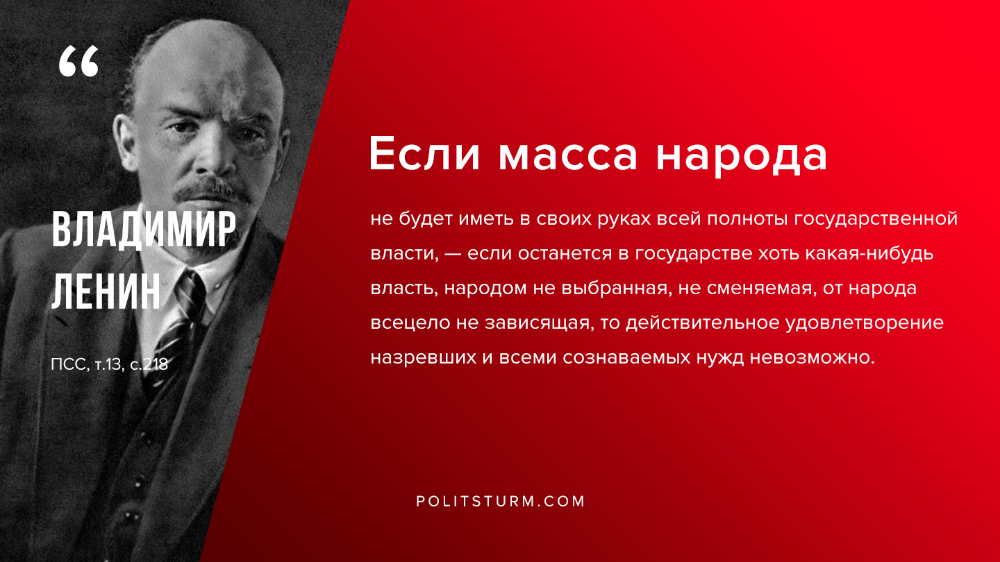 “
ВЛАДИМИР
ЛЕНИН
ПСС, т.13, с.218
Если масса народа
не будет иметь в своих руках всей полноты государственной
власти, — если останется в государстве хоть какая-нибудь
власть, народом не выбранная, не сменяемая, от народа
всецело не зависящая, то действительное удовлетворение
назревших и всеми сознаваемых нужд невозможно.
POLITSTURM.COM